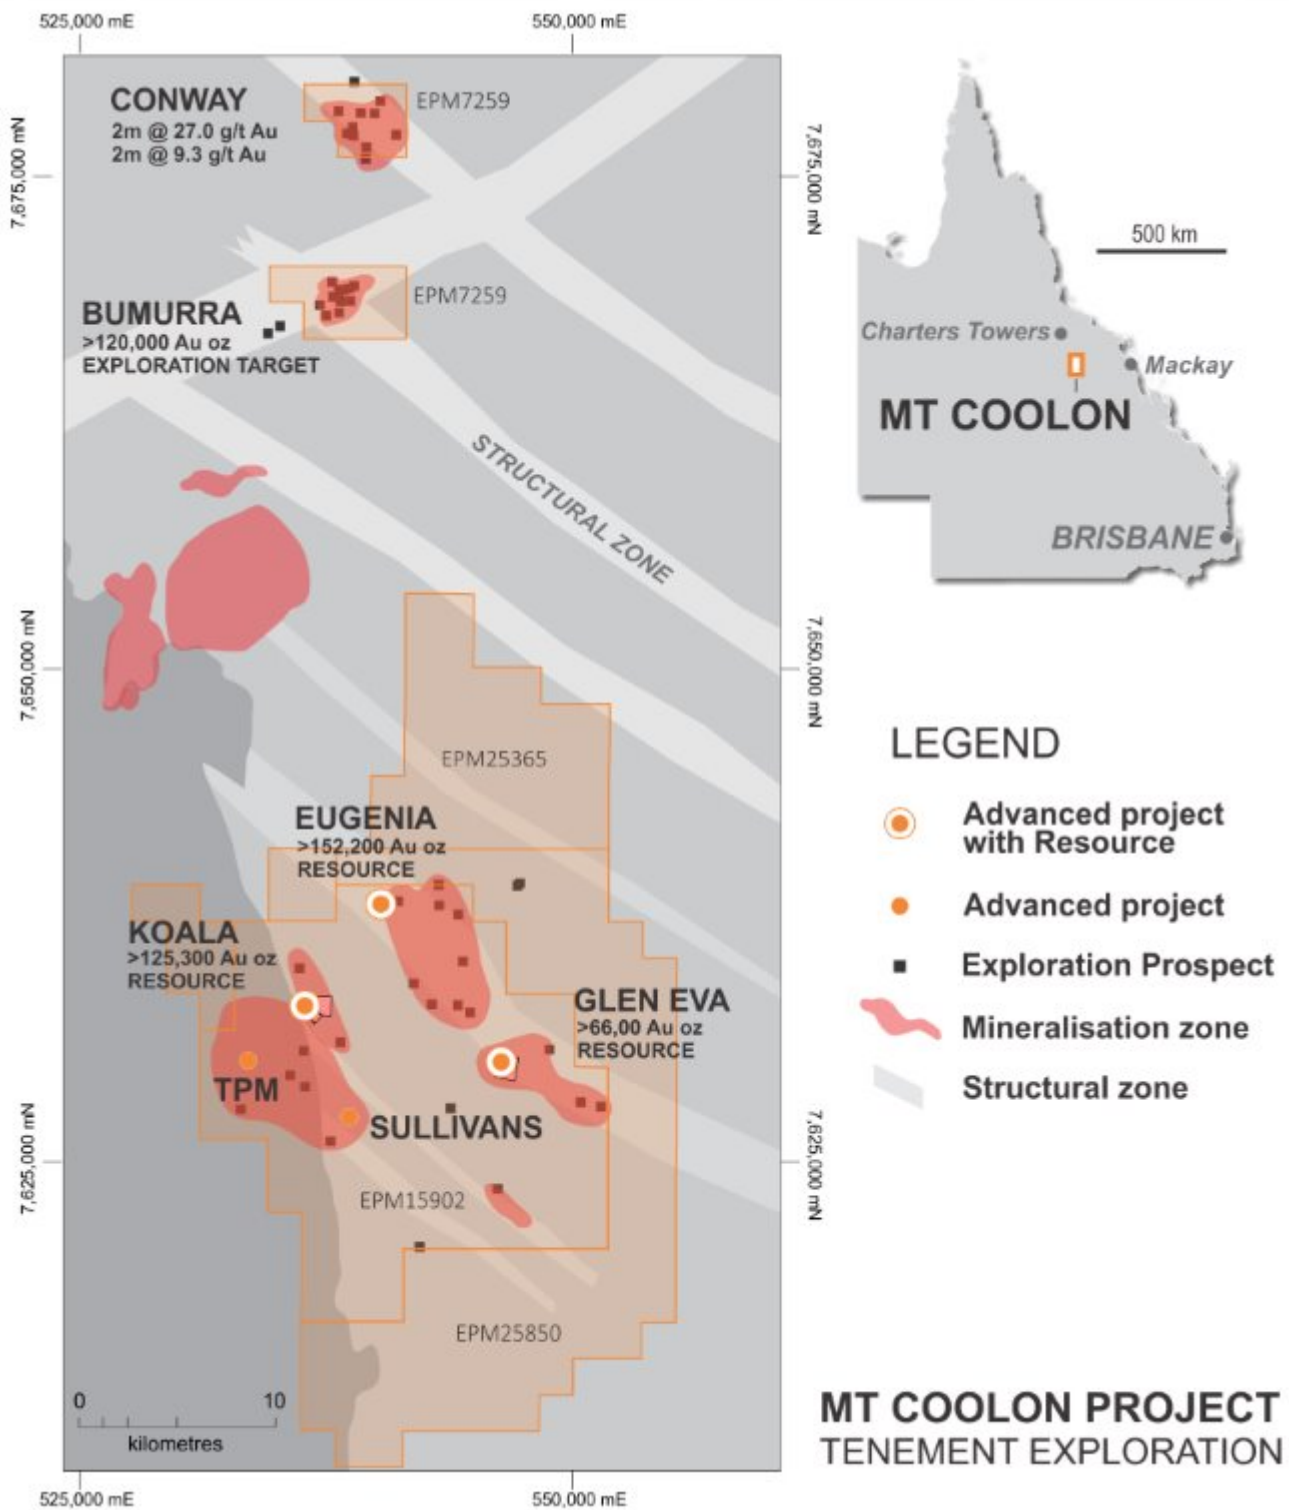 525,000 mE
550,000 mE
CONWAY
2m @ 27.0 g/t Au
2m @ 9.3 g/t Au
EPM7259
7,675,000 mN
7,675,000 mN
500 km
BUMURRA
>120,000 Au oz
EXPLORATION TARGET
EPM7259
Charters Towers
Mackay
MT COOLON
BRISBANE
STRUCTURAL ZONE
7,650,000 mN
7,650,000 mN
EPM25365
EUGENIA
>152,200 Au oz
RESOURCE
KOALA
>125,300 Au oz
RESOURCE
GLEN EVA
>66,00 Au oz
RESOURCE
TPM
SULLIVANS
7,625,000 mN
7,625,000 mN
EPM15902
EPM25850
LEGEND
Advanced project
with Resource
Advanced project
Exploration Prospect
Mineralisation zone
Structural zone
0 10
kilometres
525,000 mE
550,000 mE
MT COOLON PROJECT
TENEMENT EXPLORATION